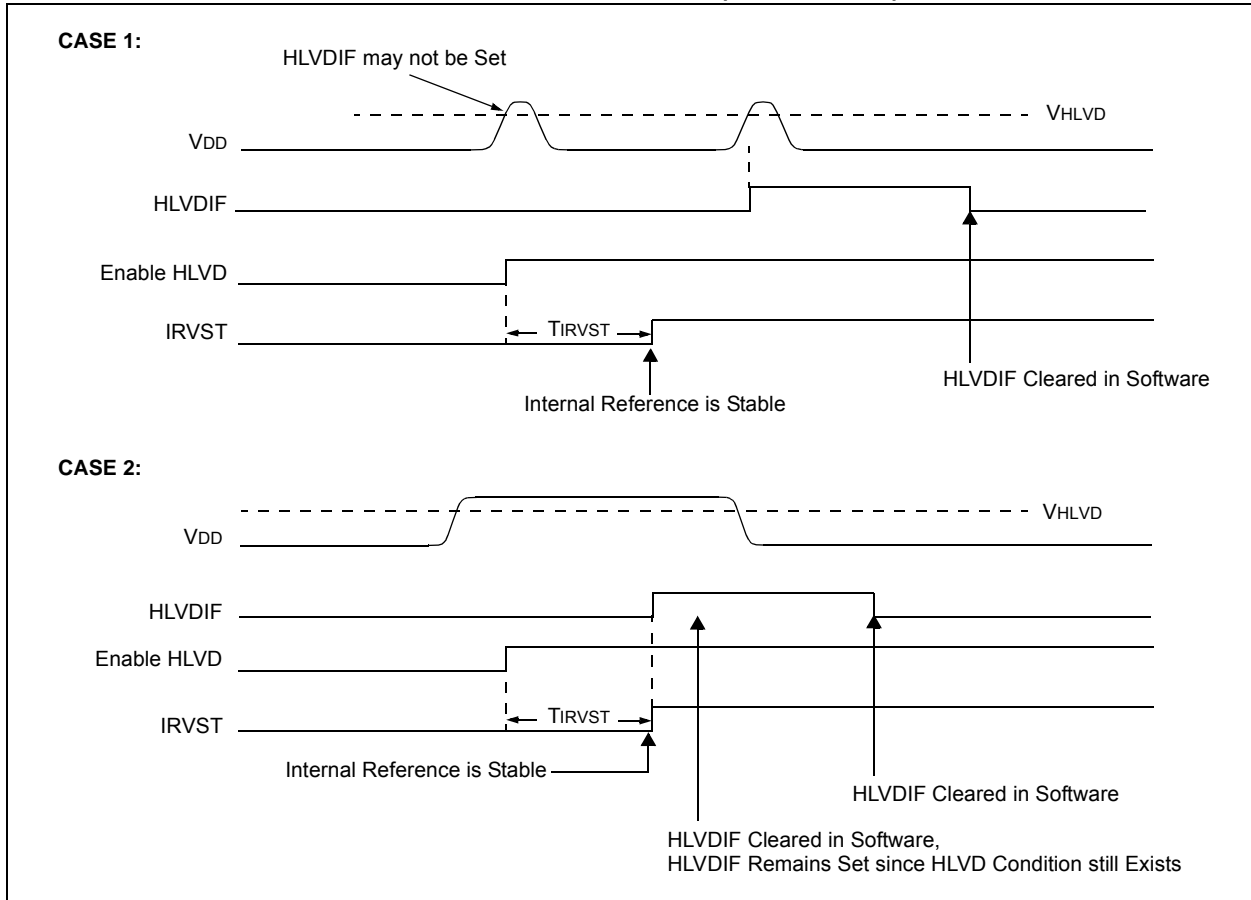 CASE 1:
HLVDIF may not be Set
VHLVD
VDD
HLVDIF
Enable HLVD
IRVST
TIRVST
HLVDIF Cleared in Software
Internal Reference is Stable
CASE 2:
VHLVD
VDD
HLVDIF
Enable HLVD
IRVST
TIRVST
Internal Reference is Stable
HLVDIF Cleared in Software
HLVDIF Cleared in Software,
HLVDIF Remains Set since HLVD Condition still Exists